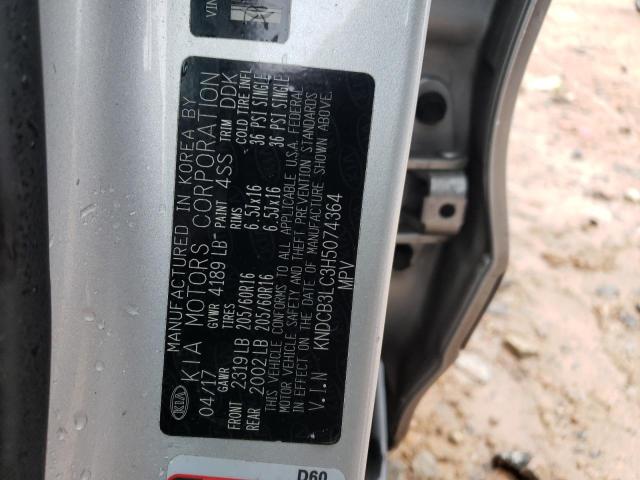 MANUFACTURED IN KOREA BY
KIA MOTORS CORPORATION
04/17 GVWR 4189 LB PAINT 4SS TRIM DDK
GAWR TIRES RIMS COLD TIRE INFL
FRONT 2319 LB 205/60R16 6.5Jx16 36 PSI SINGLE
REAR 2002 LB 205/60R16 6.5Jx16 36 PSI SINGLE
THIS VEHICLE CONFORMS TO ALL APPLICABLE U.S.A. FEDERAL
MOTOR VEHICLE SAFETY AND THEFT PREVENTION STANDARDS
IN EFFECT ON THE DATE OF MANUFACTURE SHOWN ABOVE.
V.I.N KNDCB3LC3H5074364
MPV
KIA
VIN
D60